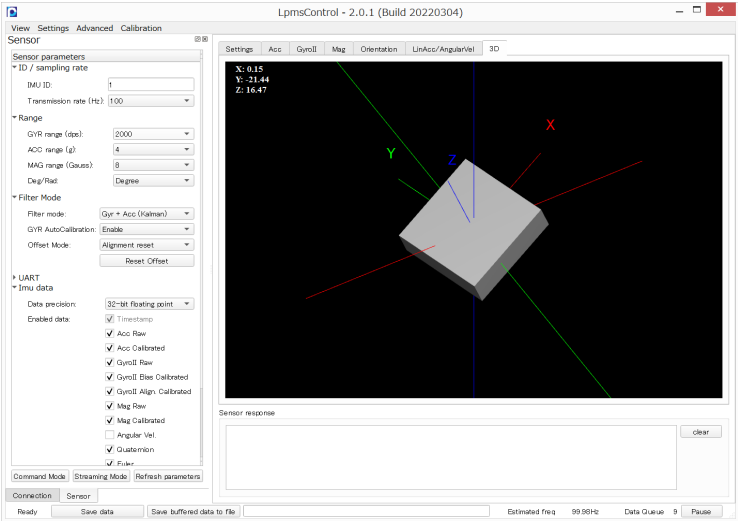 LpmsControl - 2.0.1 (Build 20220304)
View Settings Advanced Calibration
Sensor
Sensor parameters
ID / sampling rate
IMU ID: 1
Transmission rate (Hz): 100
Range
GYR range (dps): 2000
ACC range (g): 4
MAG range (Gauss): 8
Deg/Rad: Degree
Filter Mode
Filter mode: Gyr + Acc (Kalman)
GYR AutoCalibration: Enable
Offset Mode: Alignment reset
Reset Offset
UART
Imu data
Data precision: 32-bit floating point
Enabled data: Timestamp
Acc Raw
Acc Calibrated
GyroII Raw
GyroII Bias Calibrated
GyroII Align. Calibrated
Mag Raw
Mag Calibrated
Angular Vel.
Quaternion
Euler
Command Mode Streaming Mode Refresh parameters
Connection Sensor
Settings Acc GyroII Mag Orientation LinAcc/AngularVel 3D
X: 0.15
Y: -21.44
Z: 16.47
X
Y
Z
Sensor response
clear
Ready Save data Save buffered data to file Estimated freq 99.98Hz Data Queue 9 Pause